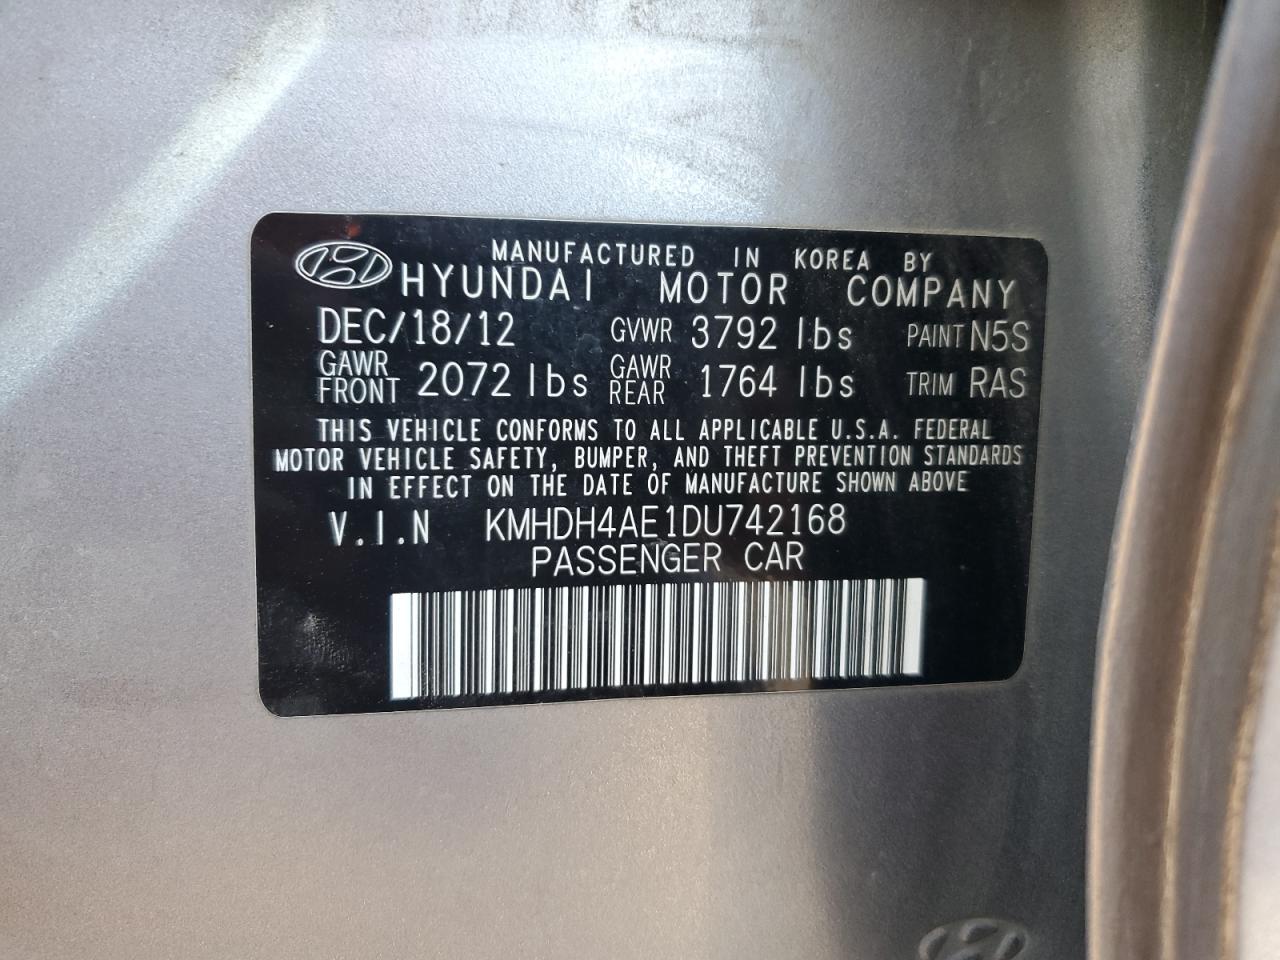 MANUFACTURED IN KOREA BY
HYUNDAI MOTOR COMPANY
DEC/18/12 GVWR 3792 lbs PAINT N5S
GAWR FRONT 2072 lbs GAWR REAR 1764 lbs TRIM RAS
THIS VEHICLE CONFORMS TO ALL APPLICABLE U.S.A. FEDERAL
MOTOR VEHICLE SAFETY, BUMPER, AND THEFT PREVENTION STANDARDS
IN EFFECT ON THE DATE OF MANUFACTURE SHOWN ABOVE
V.I.N KMHDH4AE1DU742168
PASSENGER CAR